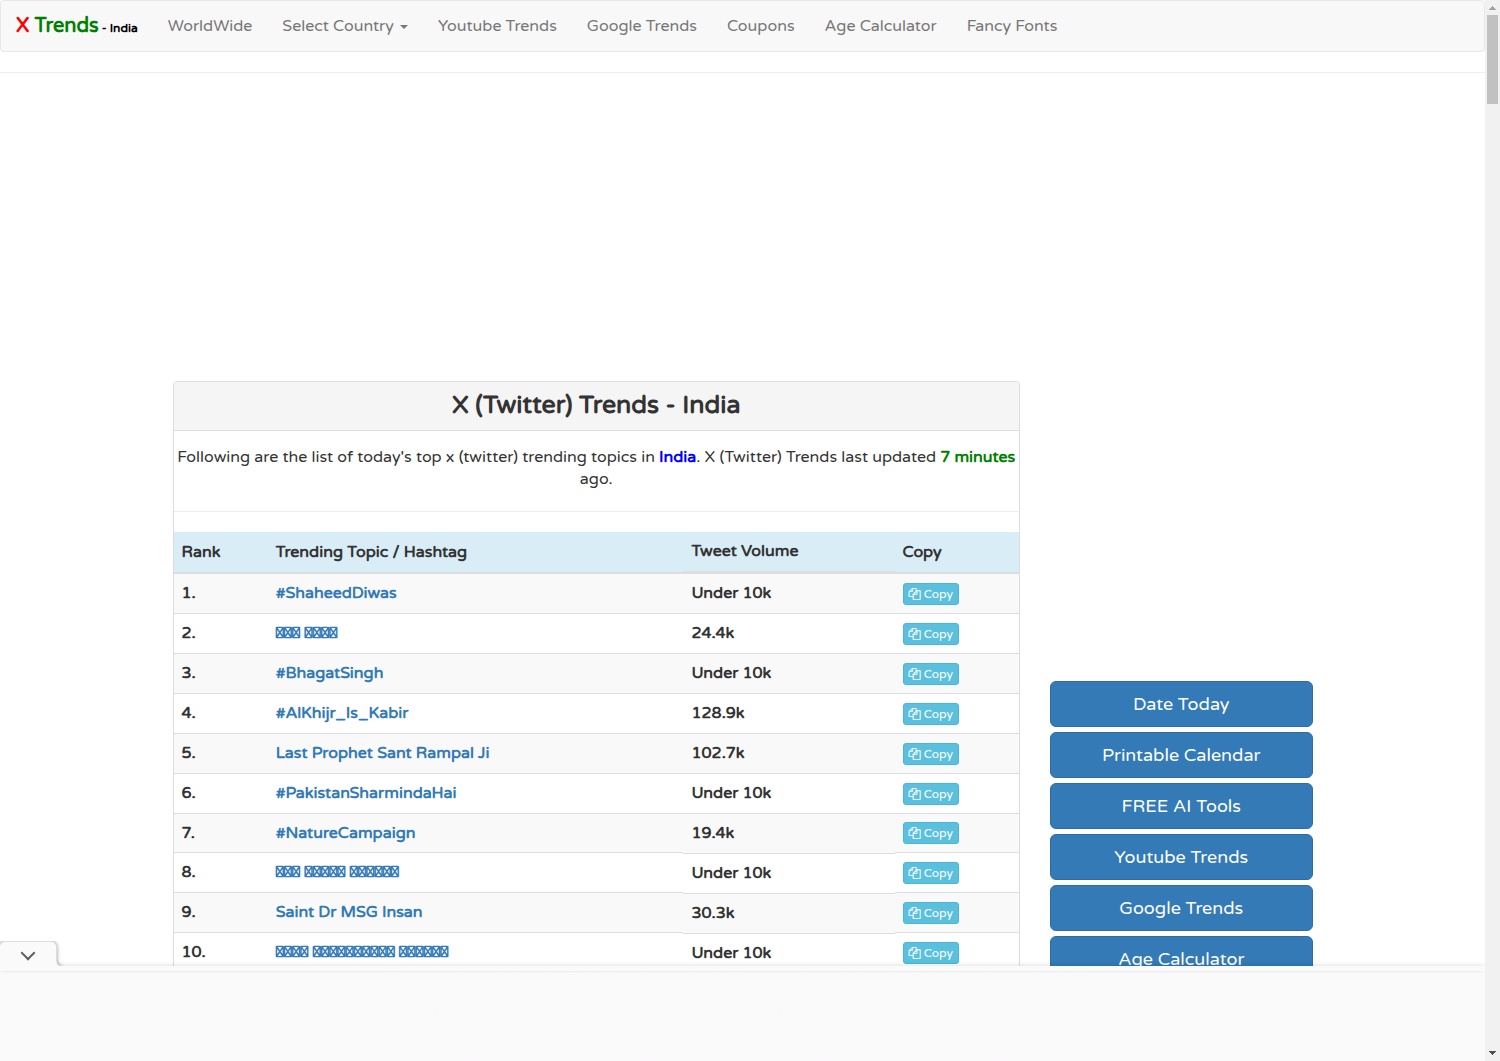 X Trends - India WorldWide Select Country Youtube Trends Google Trends Coupons Age Calculator Fancy Fonts
X (Twitter) Trends - India
Following are the list of today's top x (twitter) trending topics in India. X (Twitter) Trends last updated 7 minutes
ago.
Rank Trending Topic / Hashtag Tweet Volume Copy
1. #ShaheedDiwas Under 10k Copy
2. 24.4k Copy
3. #BhagatSingh Under 10k Copy
4. #AlKhijr_Is_Kabir 128.9k Copy
5. Last Prophet Sant Rampal Ji 102.7k Copy
6. #PakistanSharmindaHai Under 10k Copy
7. #NatureCampaign 19.4k Copy
8. Under 10k Copy
9. Saint Dr MSG Insan 30.3k Copy
10. Under 10k Copy
Date Today
Printable Calendar
FREE AI Tools
Youtube Trends
Google Trends
Age Calculator